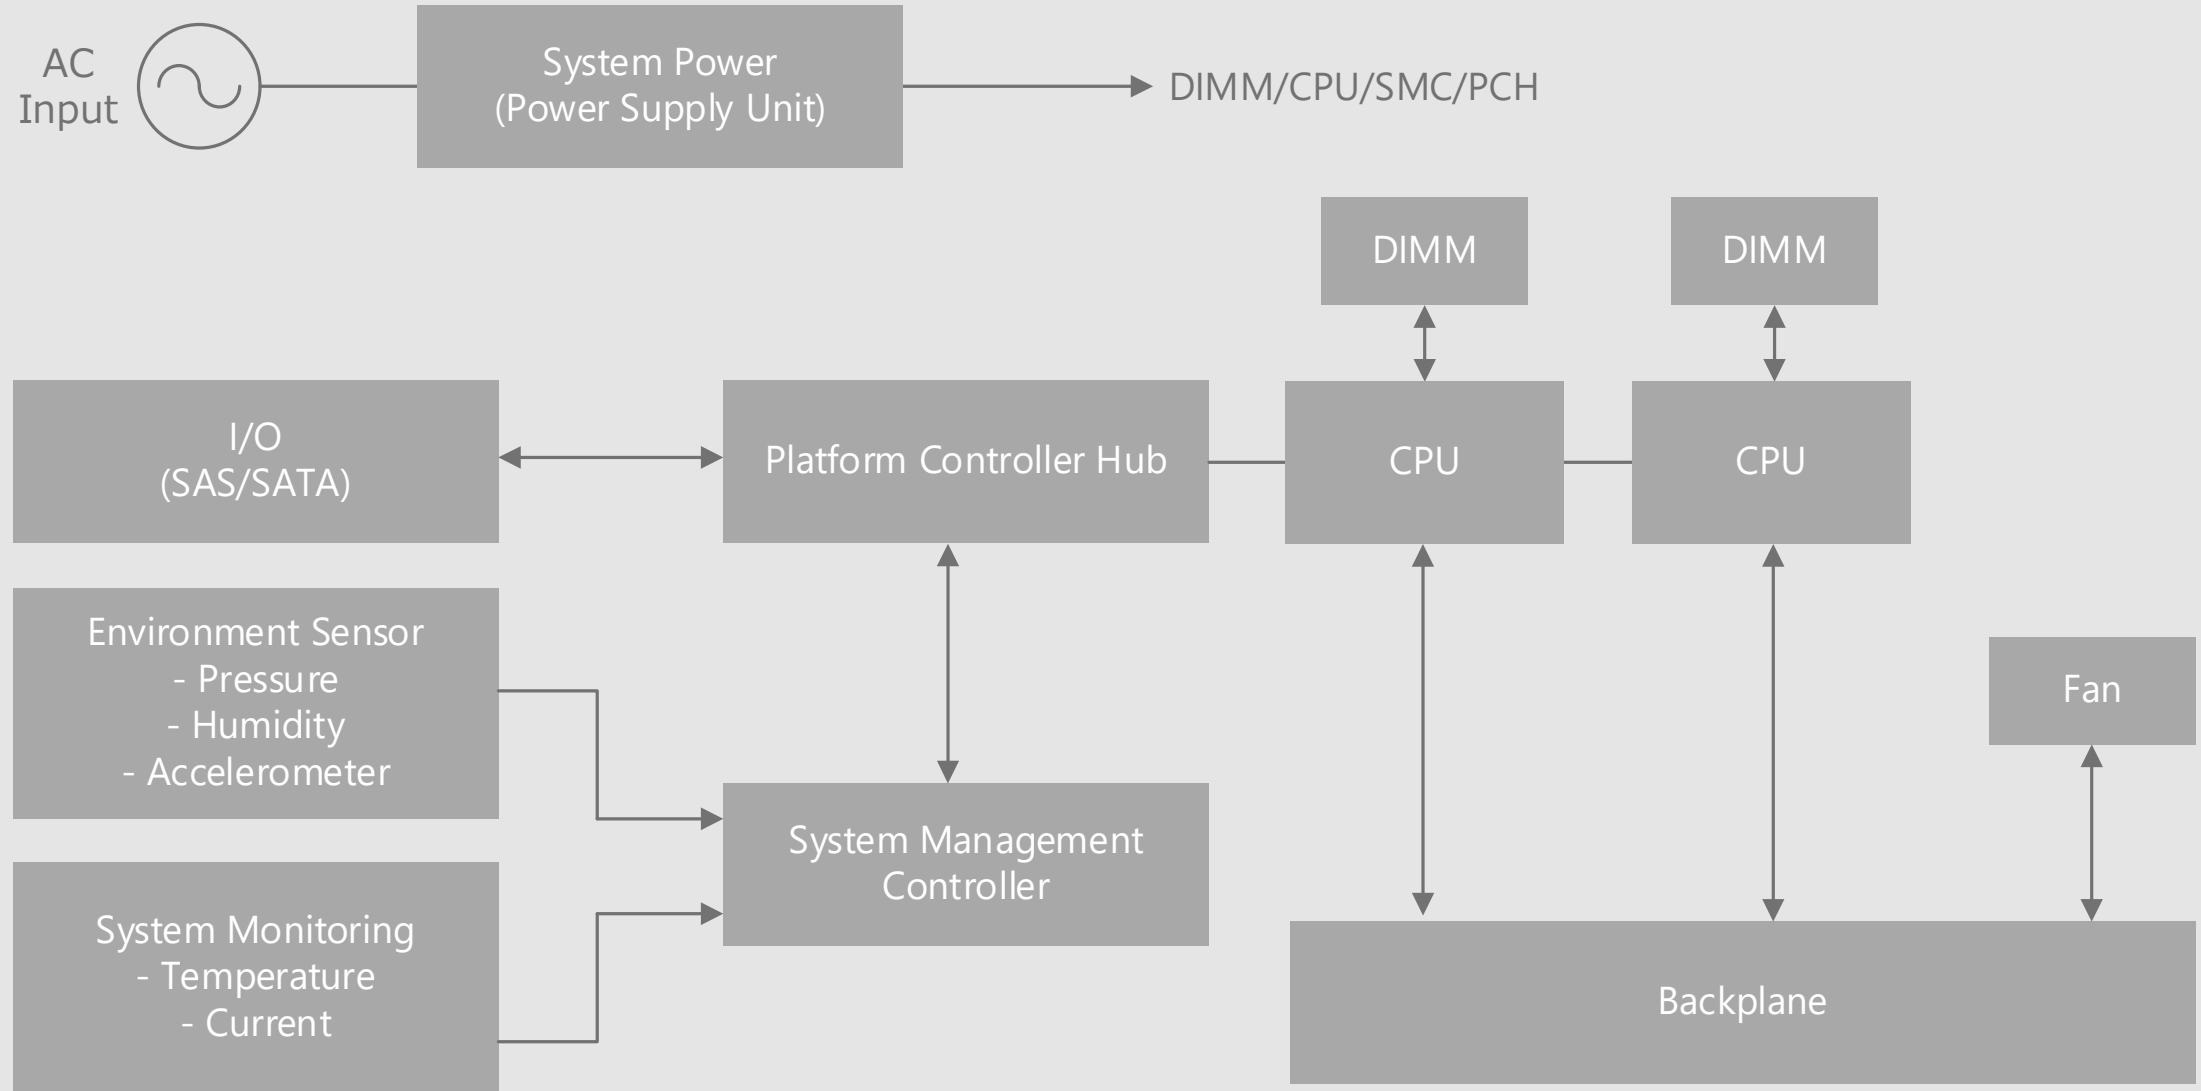 AC
Input
System Power
(Power Supply Unit)
DIMM/CPU/SMC/PCH
DIMM
DIMM
I/O
(SAS/SATA)
Platform Controller Hub
CPU
CPU
Environment Sensor
- Pressure
- Humidity
- Accelerometer
Fan
System Management
Controller
System Monitoring
- Temperature
- Current
Backplane